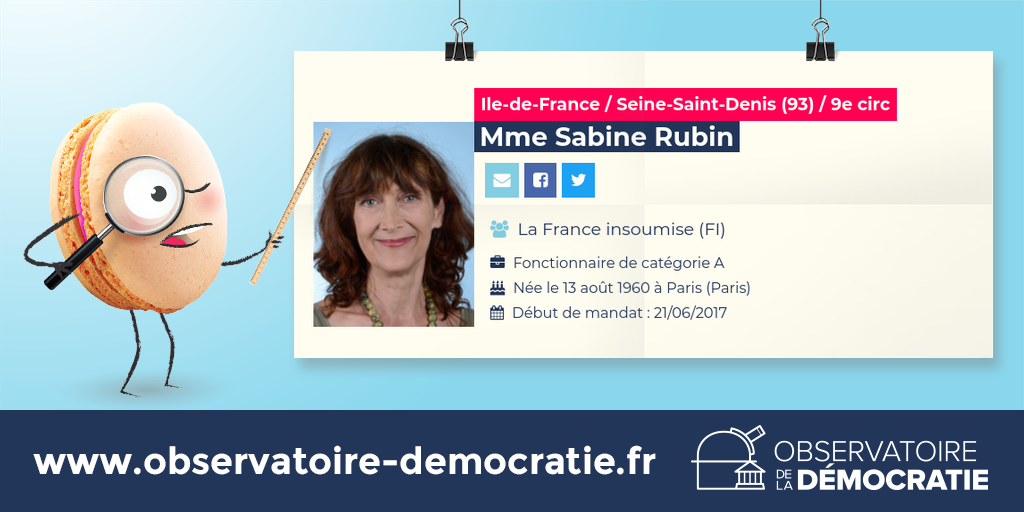 Ile-de-France / Seine-Saint-Denis (93) / 9e circ
Mme Sabine Rubin
La France insoumise (FI)
Fonctionnaire de catégorie A
Née le 13 août 1960 à Paris (Paris)
Début de mandat : 21/06/2017
www.observatoire-democratie.fr
OBSERVATOIRE
DE LA DÉMOCRATIE